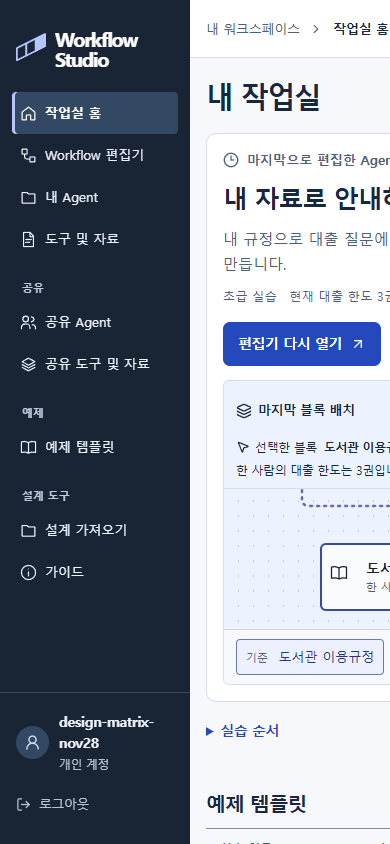 Workflow
Studio
작업실 홈
Workflow 편집기
내 Agent
도구 및 자료
공유
공유 Agent
공유 도구 및 자료
예제
예제 템플릿
설계 도구
설계 가져오기
가이드
design-matrix-
nov28
개인 계정
로그아웃
내 워크스페이스 > 작업실 홈
내 작업실
마지막으로 편집한 Agen
내 자료로 안내하
내 규정으로 대출 질문에
만듭니다.
초급 실습 현재 대출 한도 3권
편집기 다시 열기
마지막 블록 배치
선택한 블록 도서관 이용규
한 사람의 대출 한도는 3권입니
도서
한 사
기준 도서관 이용규정
실습 순서
예제 템플릿